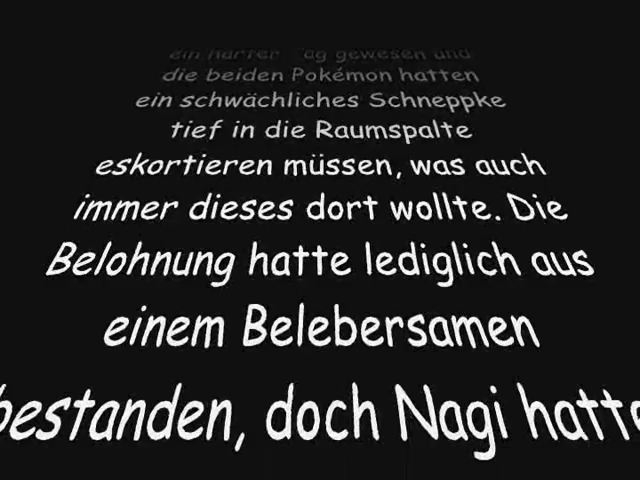 ein harter Tag gewesen und
die beiden Pokémon hatten
ein schwächliches Schneppke
tief in die Raumspalte
eskortieren müssen, was auch
immer dieses dort wollte. Die
Belohnung hatte lediglich aus
einem Belebersamen
bestanden, doch Nagi hatte